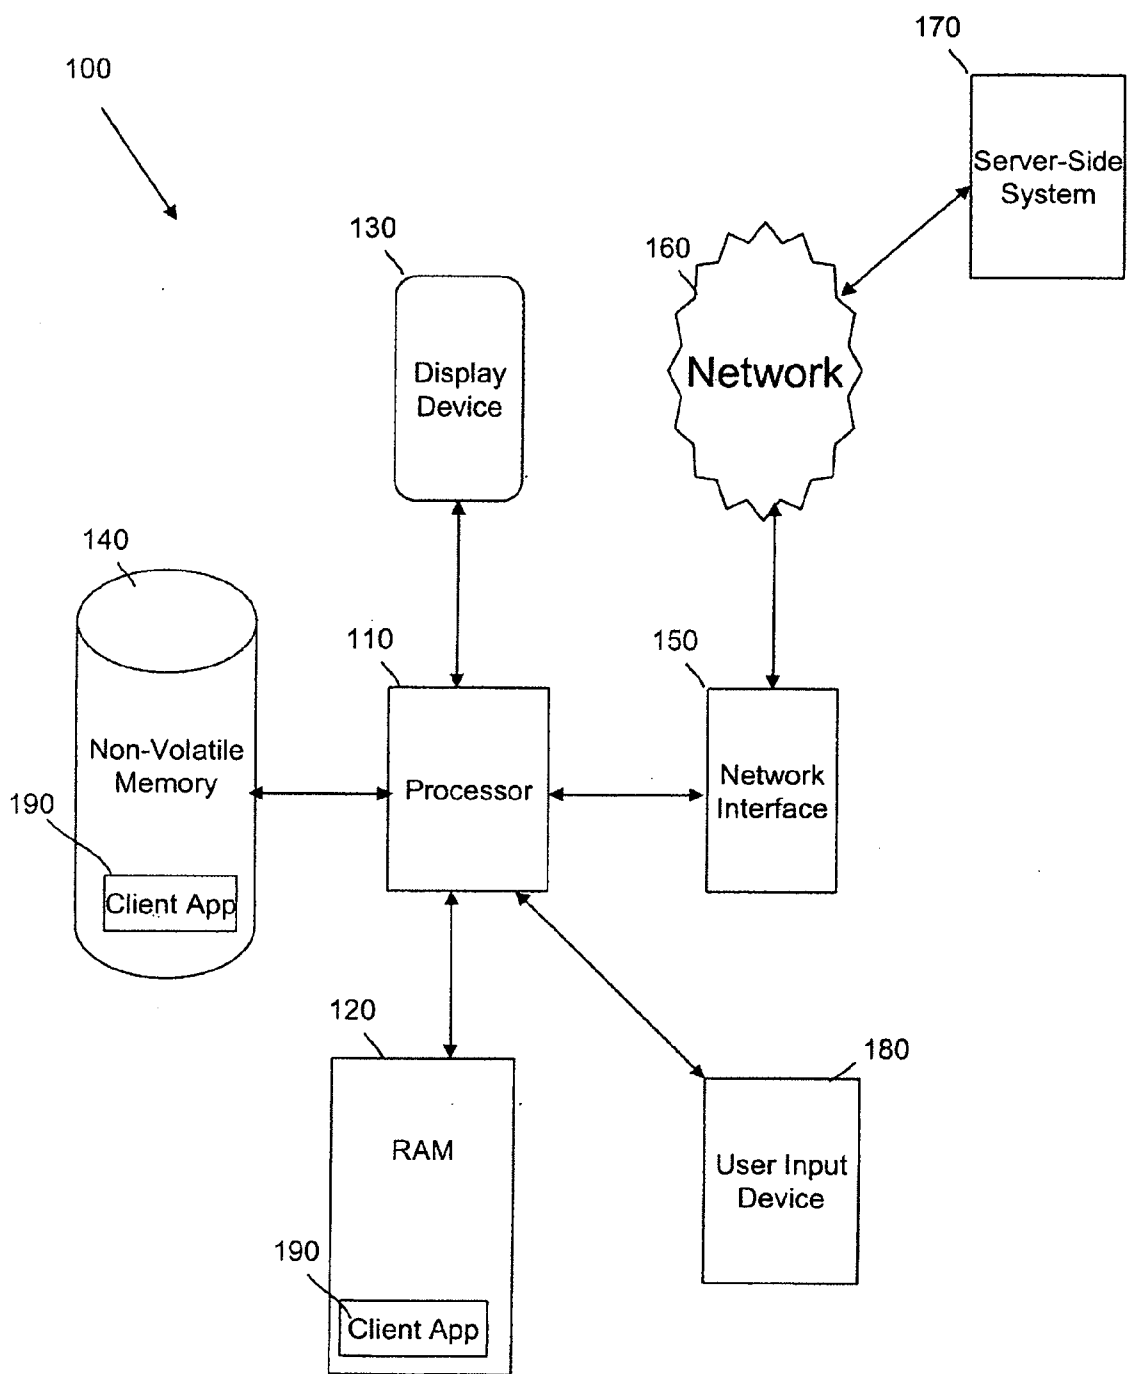 170
100
Server-Side
System
130
160
Display
Device
Network
140
110
150
Non-Volatile
Memory
Processor
Network
Interface
190
Client App
120
180
RAM
User Input
Device
190
Client App